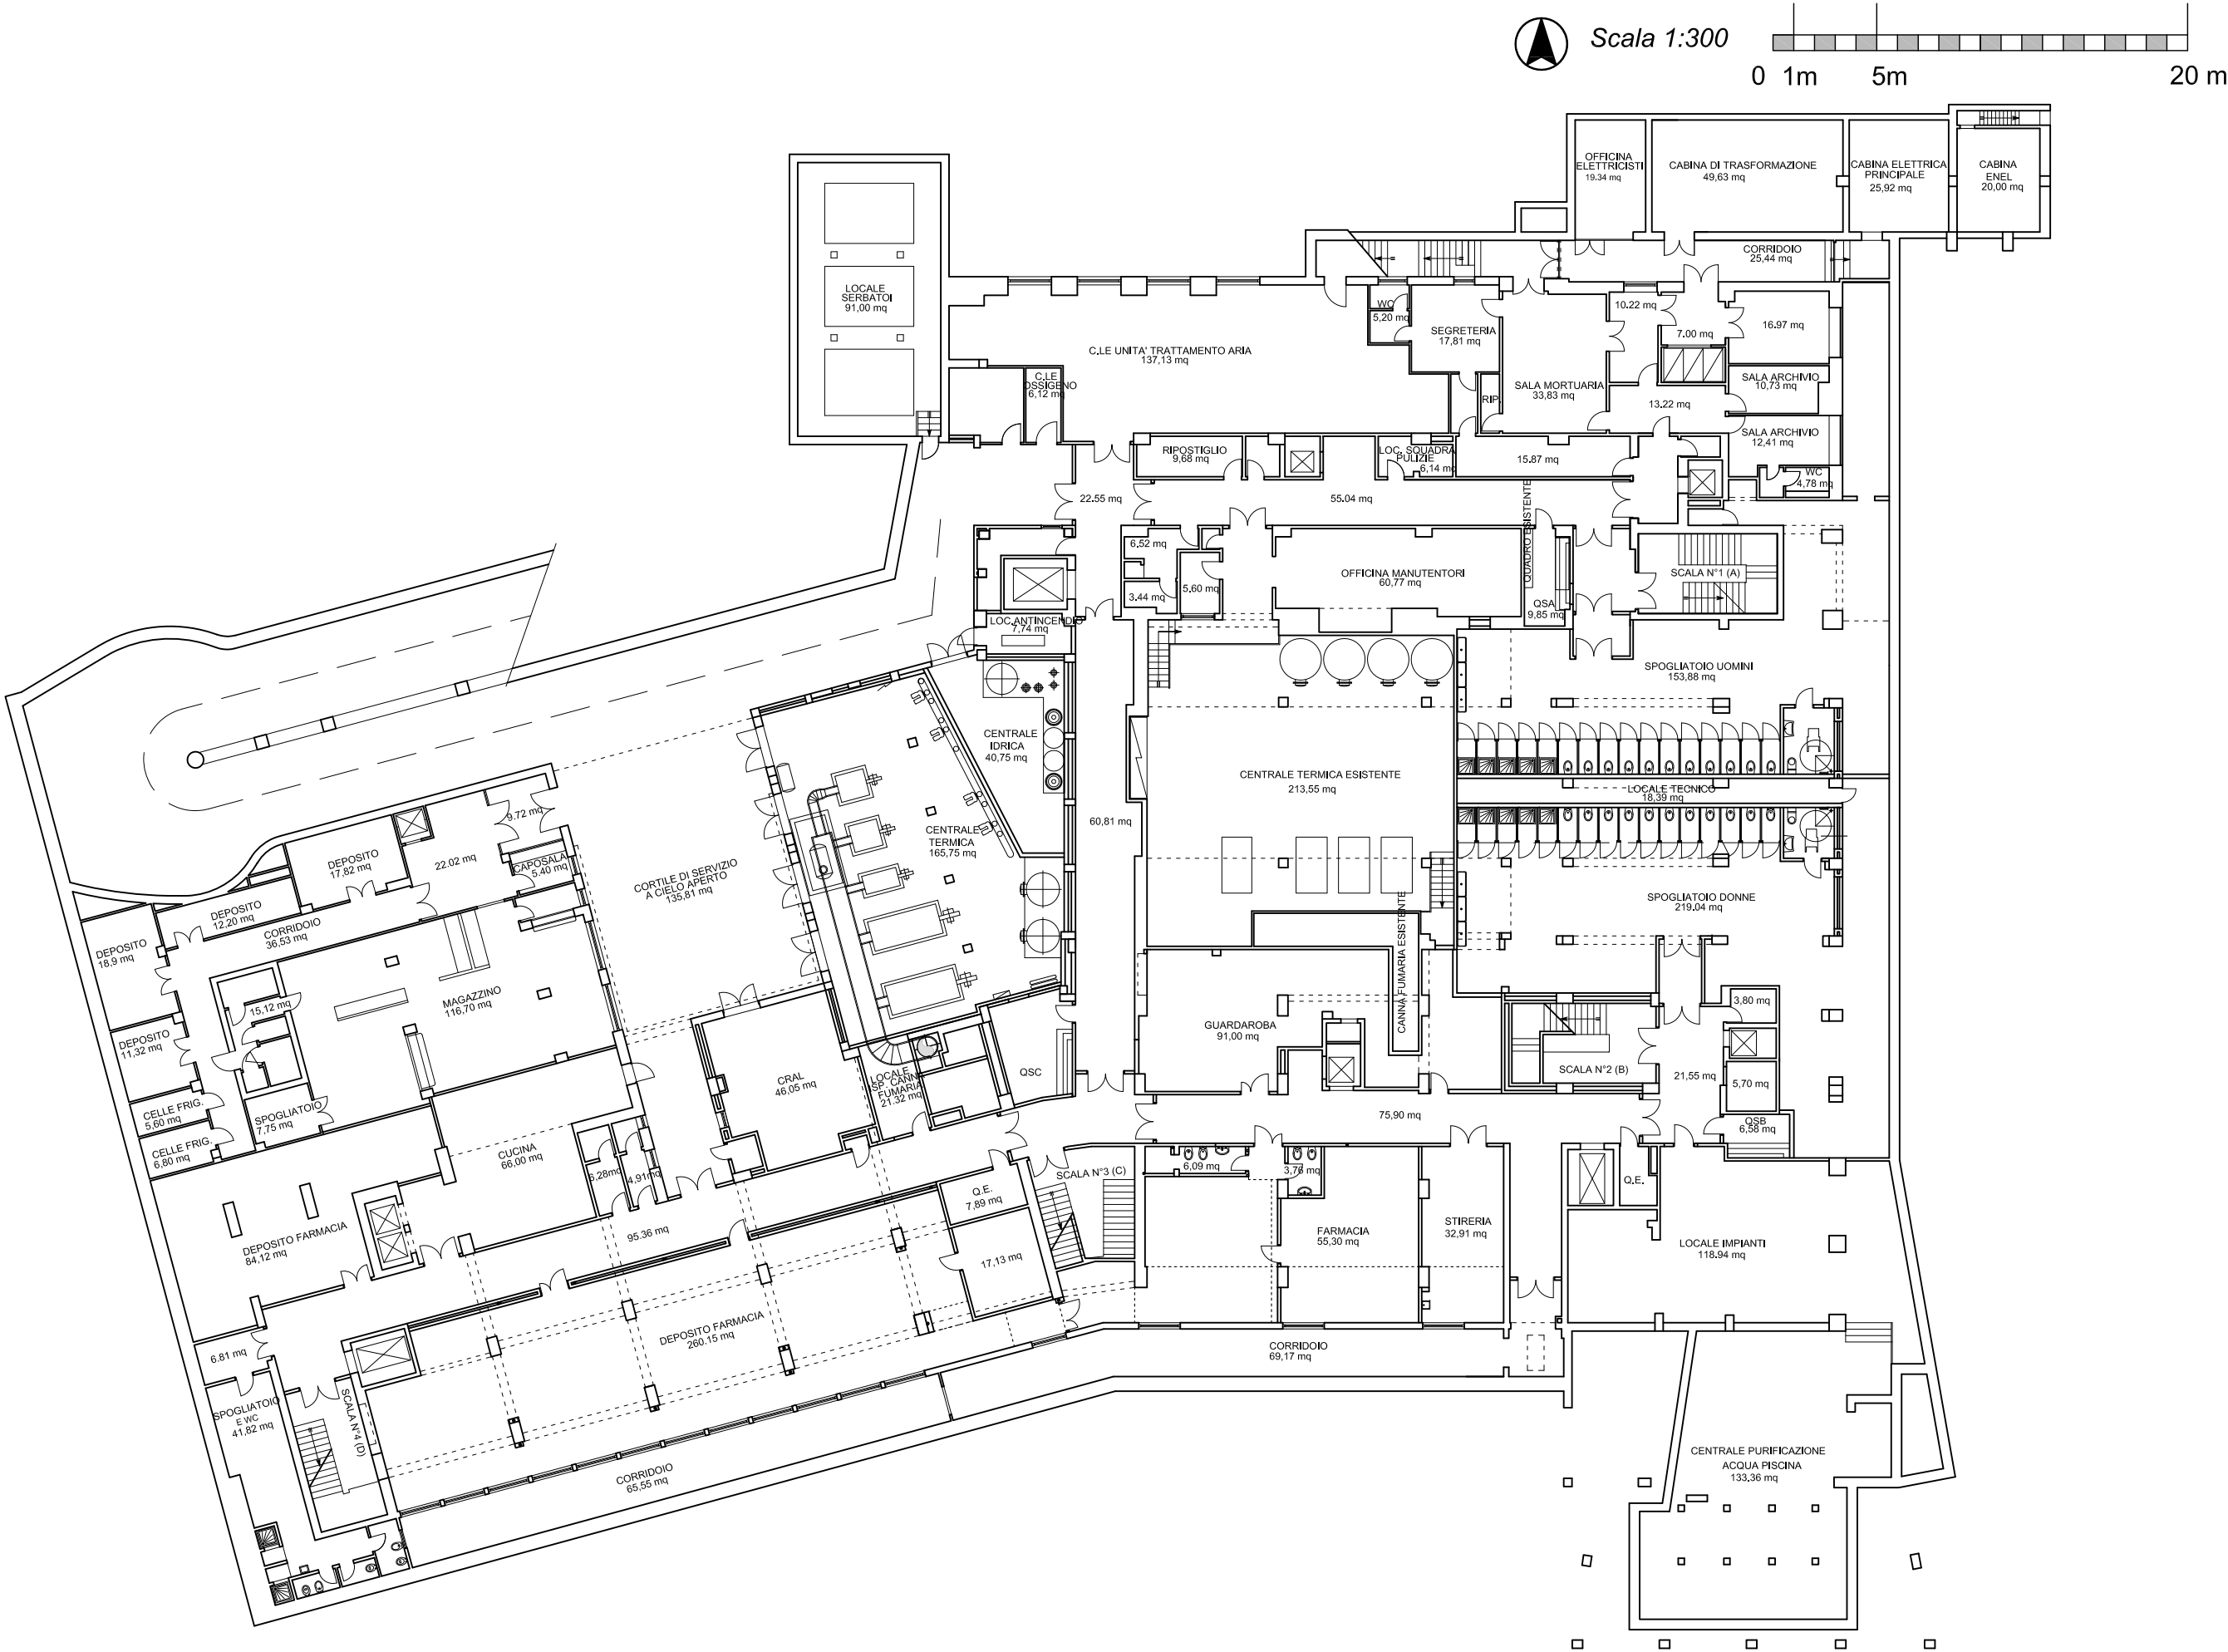 Scala 1:300
0 1m 5m 20 m
OFFICINA
ELETTRICISTI
19.34 mq
CABINA DI TRASFORMAZIONE
49,63 mq
CABINA ELETTRICA
PRINCIPALE
25,92 mq
CABINA
ENEL
20,00 mq
CORRIDOIO
25,44 mq
LOCALE
SERBATOI
91,00 mq
WC
5,20 mq
SEGRETERIA
17,81 mq
10.22 mq
7.00 mq
16.97 mq
C.LE UNITA' TRATTAMENTO ARIA
137,13 mq
C.LE
OSSIGENO
6,12 mq
SALA MORTUARIA
33,83 mq
RIP.
SALA ARCHIVIO
10,73 mq
13.22 mq
SALA ARCHIVIO
12,41 mq
WC
4,78 mq
RIPOSTIGLIO
9,68 mq
LOC. SQUADRA
PULIZIE
6,14 mq
15.87 mq
22.55 mq
55.04 mq
QUADRO ESISTENTE
6,52 mq
5,60 mq
3.44 mq
OFFICINA MANUTENTORI
60,77 mq
QSA
9,85 mq
SCALA N°1 (A)
LOC.ANTINCENDIO
7,74 mq
SPOGLIATOIO UOMINI
153,88 mq
CENTRALE
IDRICA
40,75 mq
CENTRALE TERMICA ESISTENTE
213,55 mq
LOCALE TECNICO
18,39 mq
60,81 mq
CENTRALE
TERMICA
165,75 mq
9.72 mq
22.02 mq
CAPOSALA
5.40 mq
DEPOSITO
17,82 mq
CORTILE DI SERVIZIO
A CIELO APERTO
135,81 mq
SPOGLIATOIO DONNE
219.04 mq
CANNA FUMARIA ESISTENTE
DEPOSITO
12,20 mq
CORRIDOIO
36,53 mq
DEPOSITO
18,9 mq
MAGAZZINO
116,70 mq
15,12 mq
3,80 mq
GUARDAROBA
91,00 mq
DEPOSITO
11,32 mq
QSC
CRAL
46,05 mq
LOCALE
SP. CANN
FUMARIA
21.32 mq
SCALA N°2 (B)
21,55 mq
5,70 mq
QSB
6,58 mq
CELLE FRIG.
5,60 mq
SPOGLIATOIO
7,75 mq
CELLE FRIG.
6,80 mq
75,90 mq
CUCINA
66,00 mq
6,28mq
4,91mq
SCALA N°3 (C)
6,09 mq
3,76 mq
Q.E.
7,89 mq
Q.E.
FARMACIA
55,30 mq
STIRERIA
32,91 mq
LOCALE IMPIANTI
118.94 mq
DEPOSITO FARMACIA
84,12 mq
95.36 mq
17,13 mq
DEPOSITO FARMACIA
260.15 mq
CORRIDOIO
69,17 mq
6.81 mq
SPOGLIATOIO
E WC
41,82 mq
SCALA N°4 (D)
CORRIDOIO
65,55 mq
CENTRALE PURIFICAZIONE
ACQUA PISCINA
133,36 mq